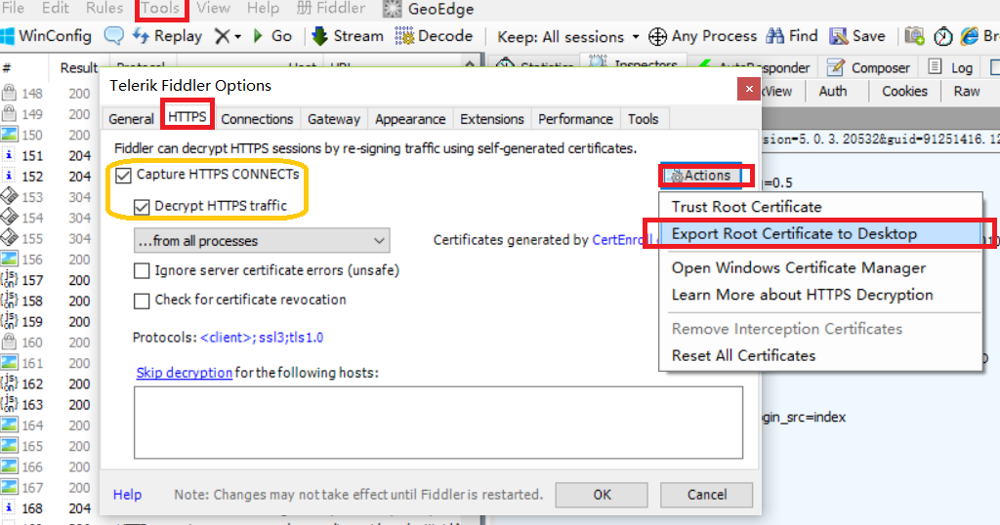 File Edit Rules Tools View Help Fiddler GeoEdge
WinConfig Replay Go Stream Decode Keep: All sessions Any Process Find Save Br
# Result Protocol Host URL Statistics Inspectors AutoResponder Composer Log
Telerik Fiddler Options
xView Auth Cookies Raw
General HTTPS Connections Gateway Appearance Extensions Performance Tools
Fiddler can decrypt HTTPS sessions by re-signing traffic using self-generated certificates.
sion=5.0.3.20532&guid=91251416.12
Capture HTTPS CONNECTs
Actions
=0.5
Decrypt HTTPS traffic
Trust Root Certificate
...from all processes
Certificates generated by CertEnroll
Export Root Certificate to Desktop
Ignore server certificate errors (unsafe)
Open Windows Certificate Manager
Check for certificate revocation
Learn More about HTTPS Decryption
Protocols: <client>;ssl3;tls1.0
Remove Interception Certificates
Reset All Certificates
Skip decryption for the following hosts:
gin_src=index
Help Note: Changes may not take effect until Fiddler is restarted. OK Cancel
148 200
149 200
150 200
151 204
152 204
153 304
154 304
155 304
156 200
157 200
158 200
159 200
160 200
161 200
162 200
163 200
164 200
165 200
166 200
167 200
168 204